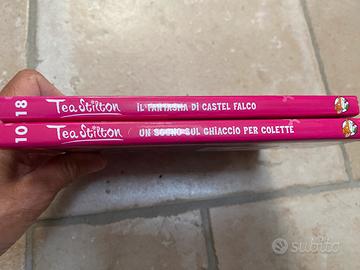 18 Tea Stilton IL FANTASMA DI CASTEL FALCO
10 Tea Stilton UN SOGNO SUL GHIACCIO PER COLETTE
subito